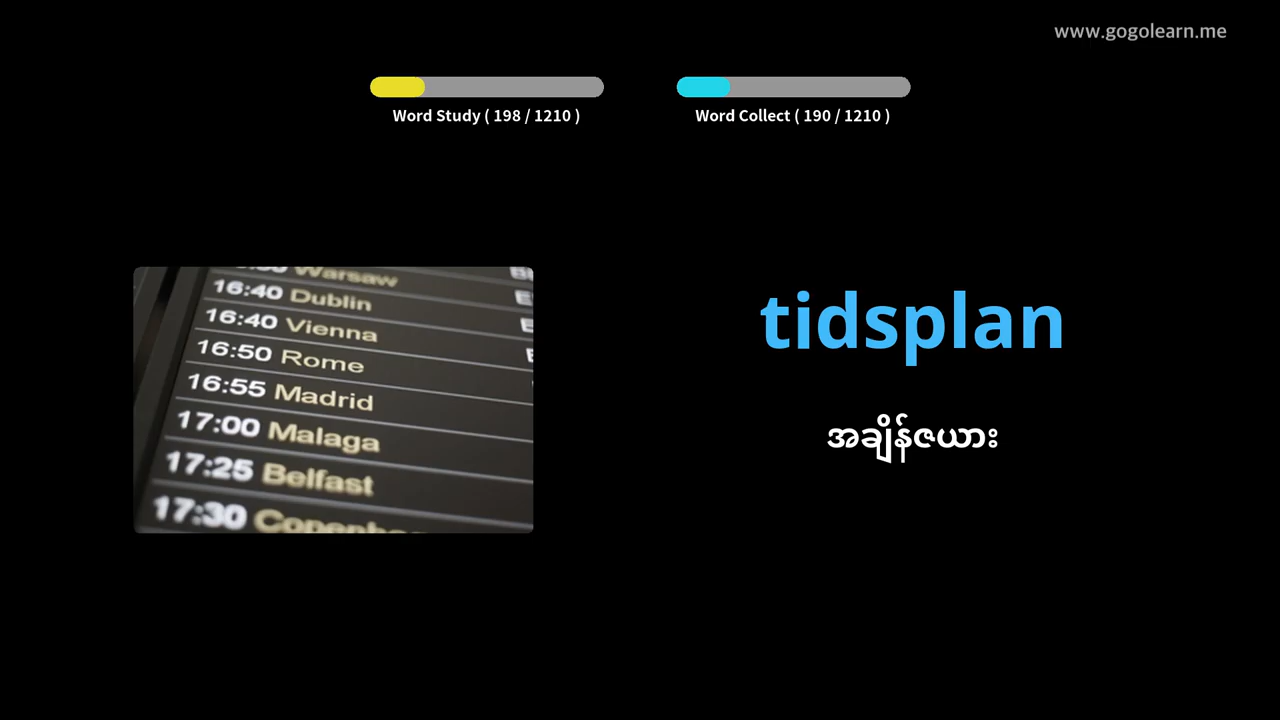 www.gogolearn.me
Word Study ( 198 / 1210 )
Word Collect ( 190 / 1210 )
Warsaw
16:40 Dublin
16:40 Vienna
16:50 Rome
16:55 Madrid
17:00 Malaga
17:25 Belfast
17:30
tidsplan
အချိန်ဇယား